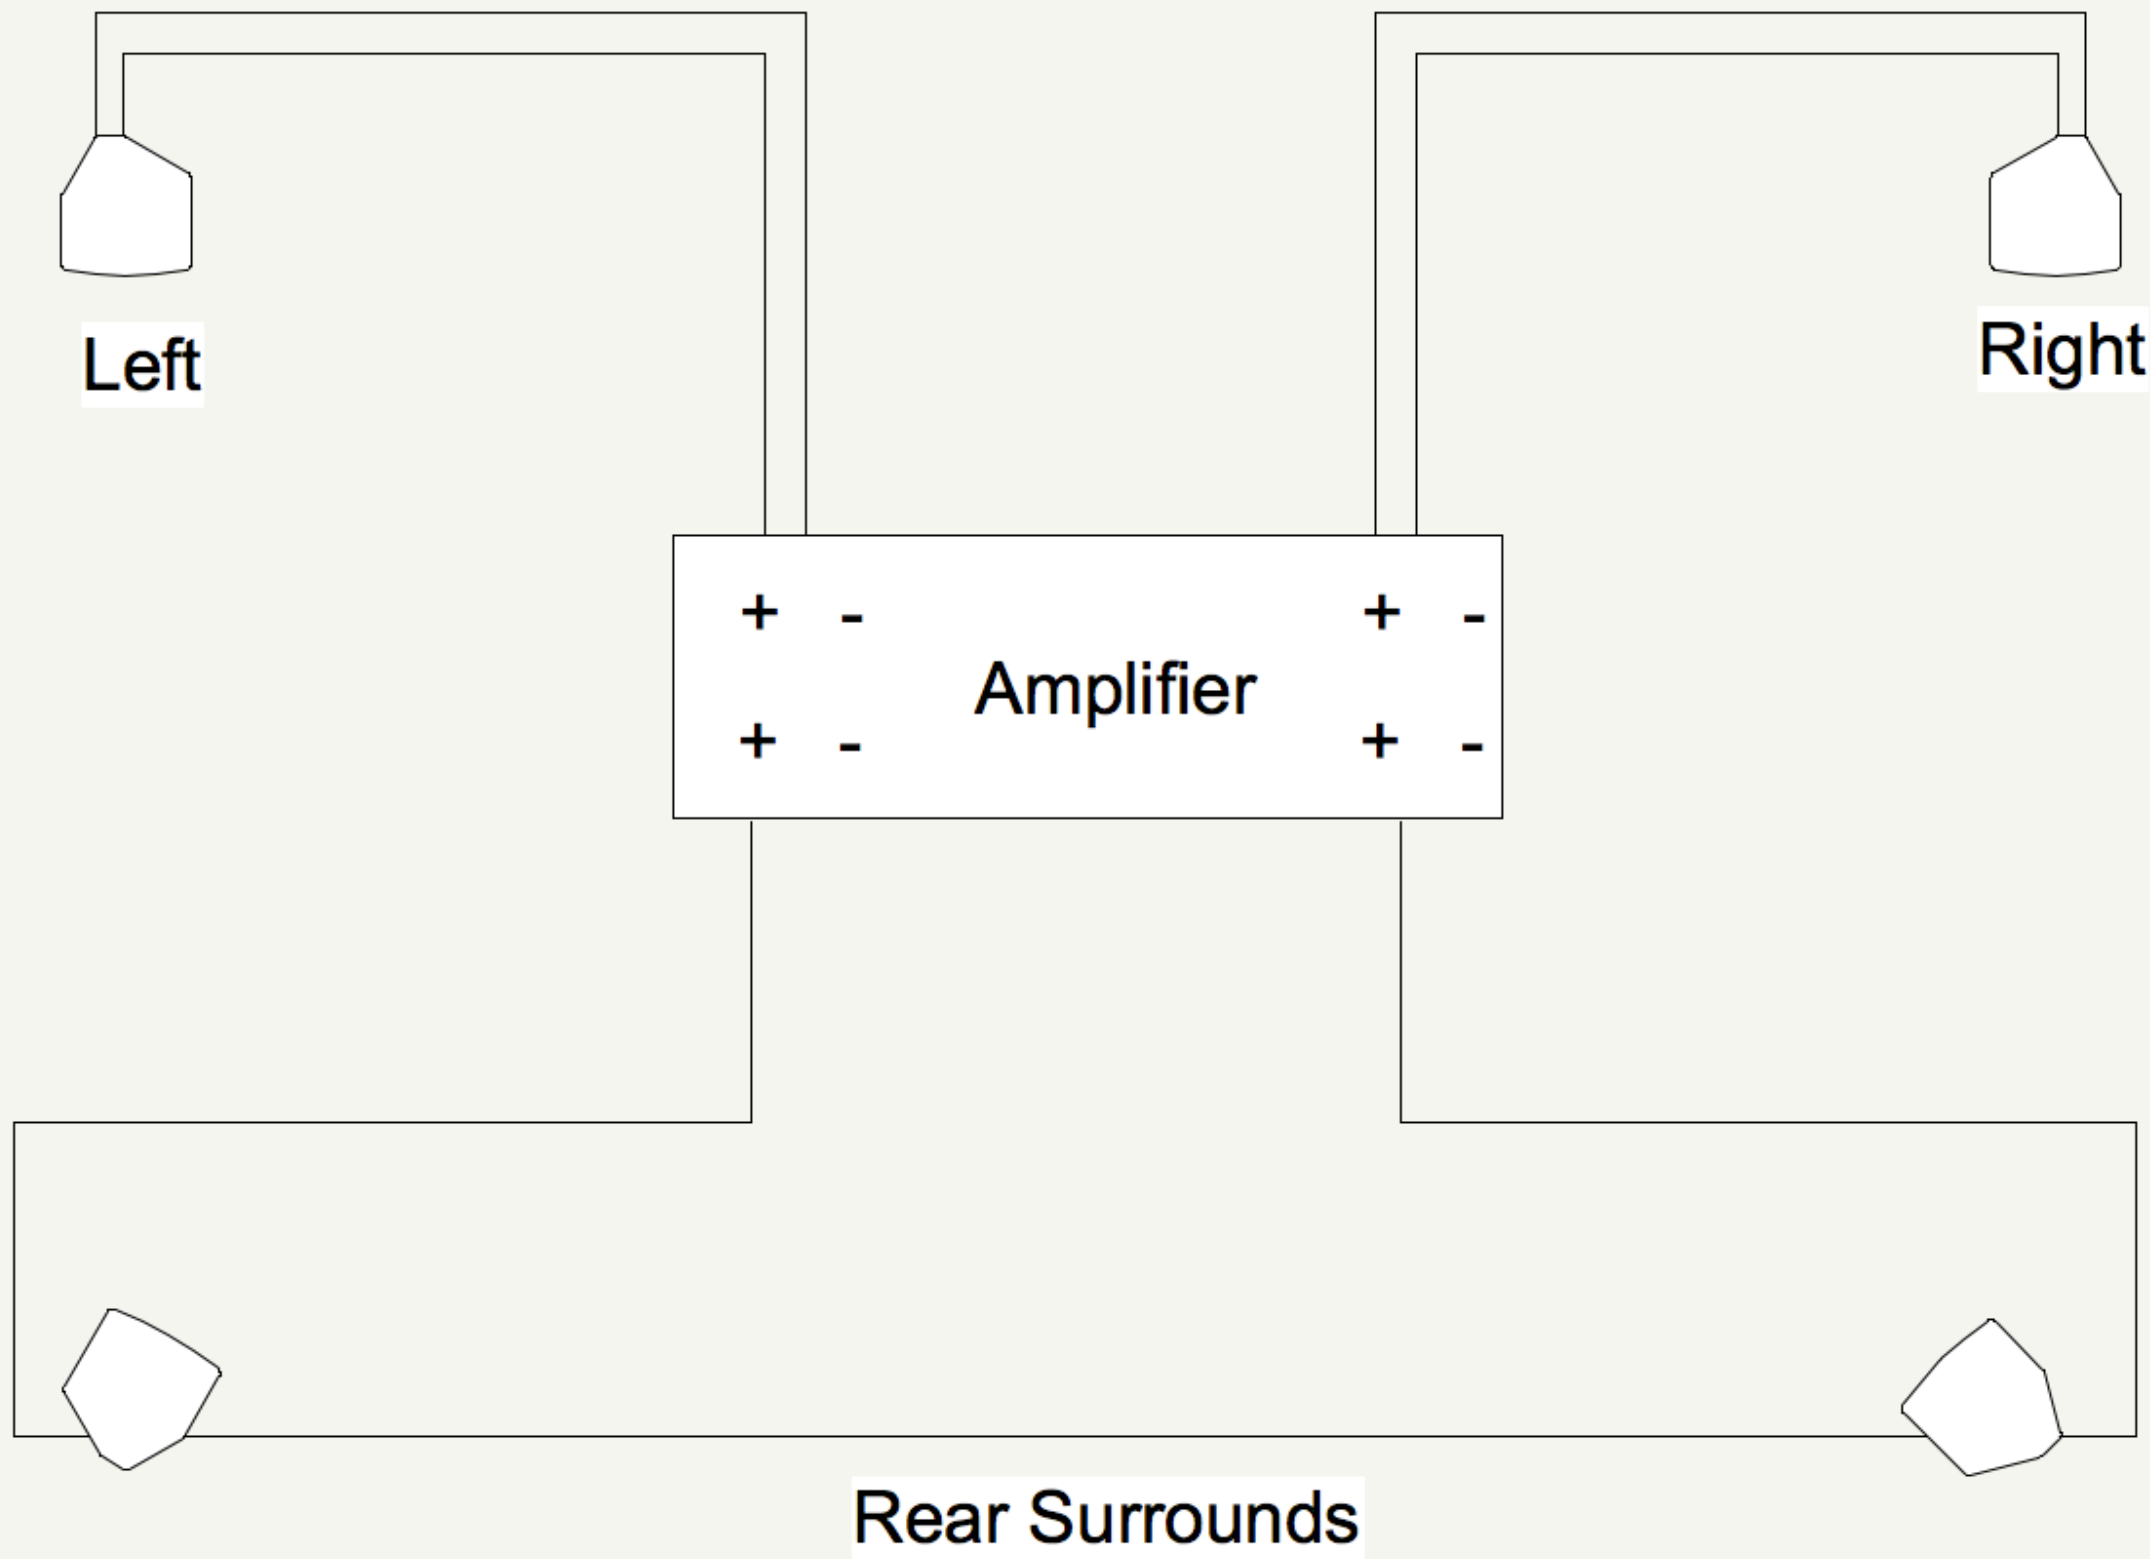 Left
Right
+ - + -
Amplifier
+ - + -
Rear Surrounds